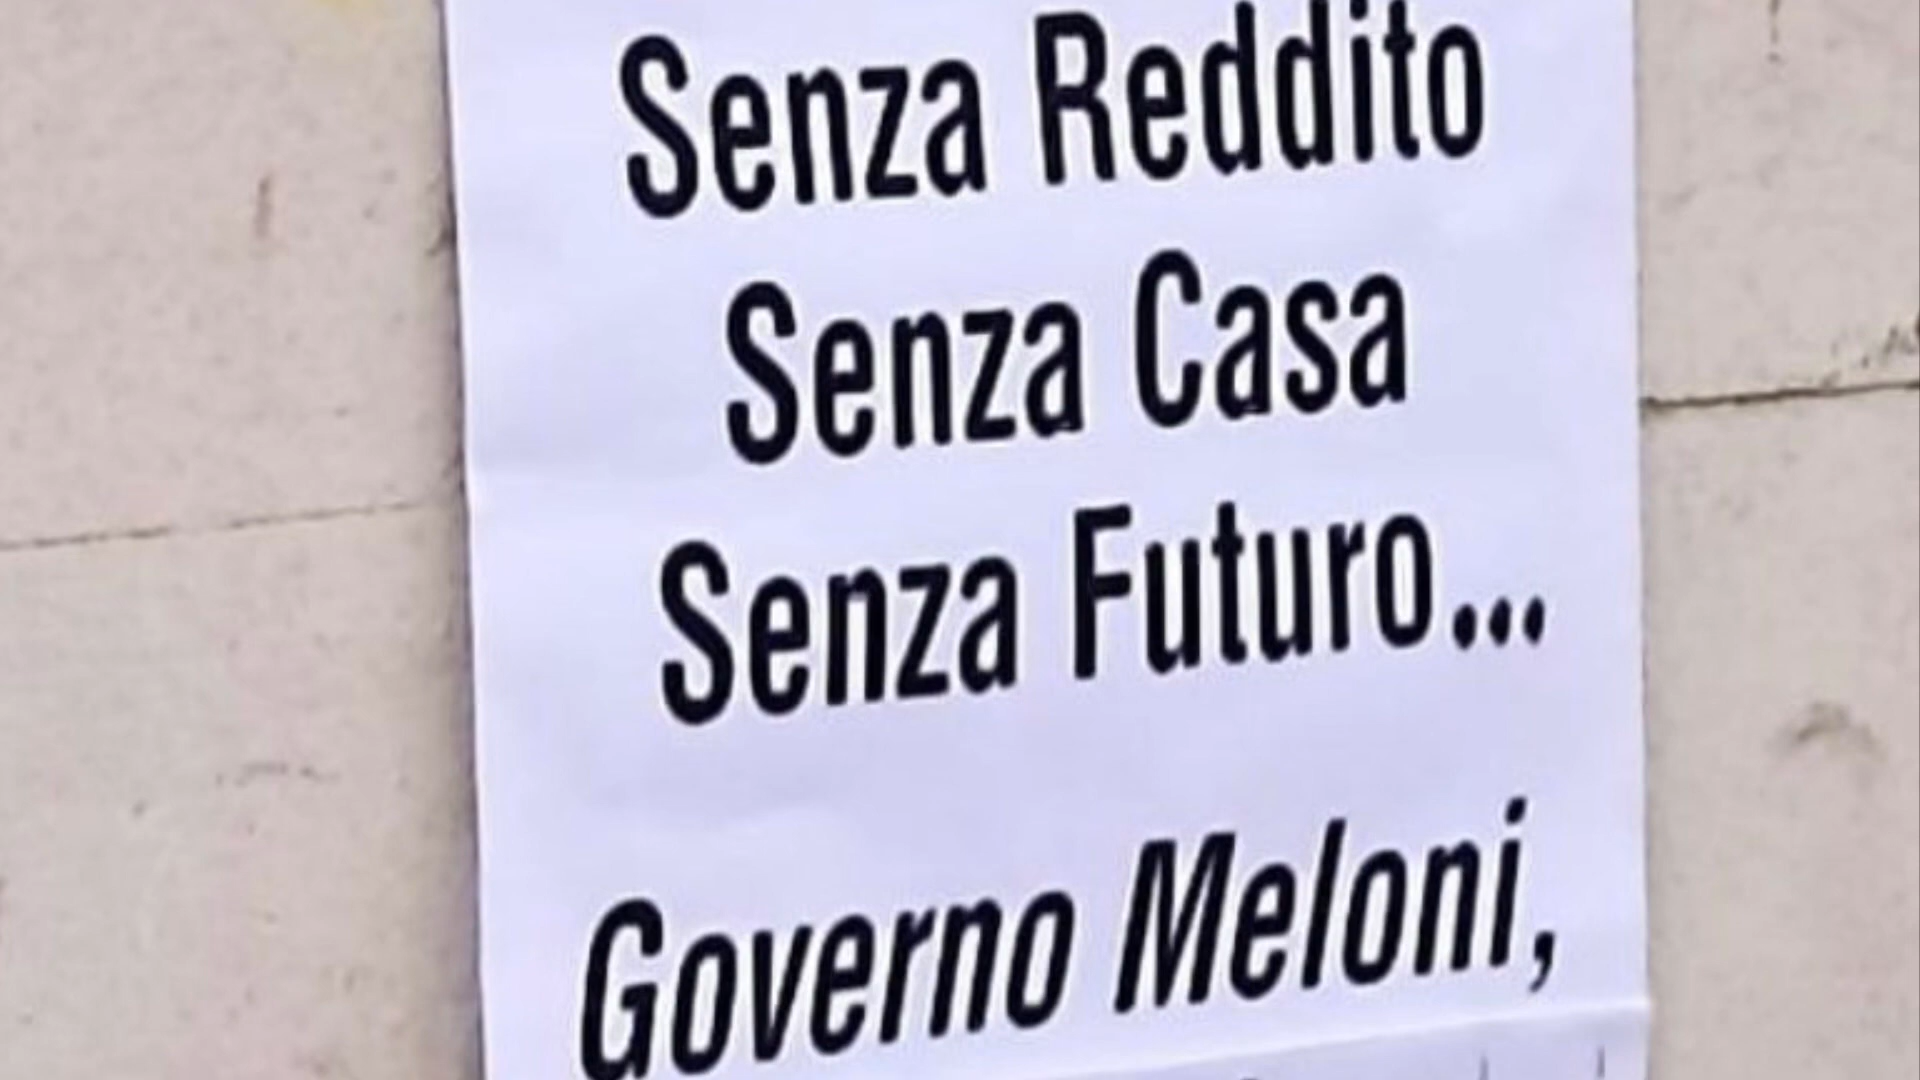 Senza Reddito
Senza Casa
Senza Futuro...
Governo Meloni,